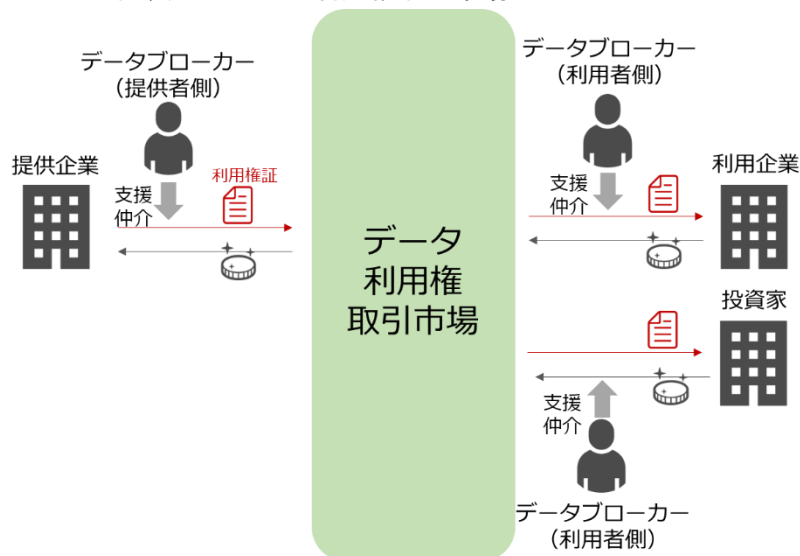 データブローカー
（提供者側）
提供企業
支援
仲介
利用権証
データ
利用権
取引市場
データブローカー
（利用者側）
支援
仲介
利用企業
投資家
支援
仲介
データブローカー
（利用者側）